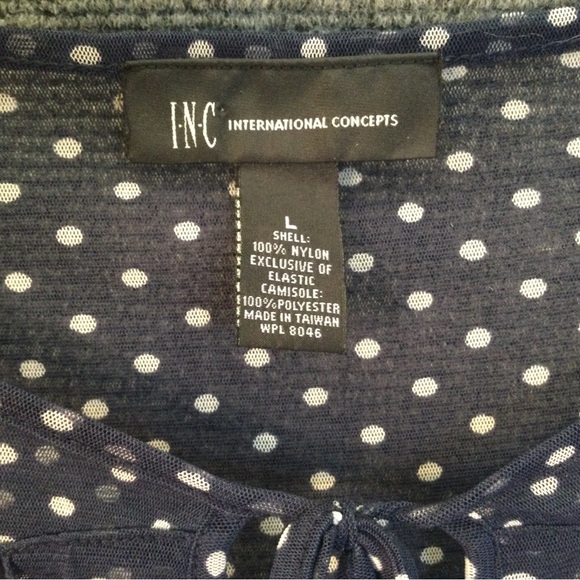 I·N·C INTERNATIONAL CONCEPTS
L
SHELL:
100% NYLON
EXCLUSIVE OF
ELASTIC
CAMISOLE:
100%POLYESTER
MADE IN TAIWAN
WPL 8046